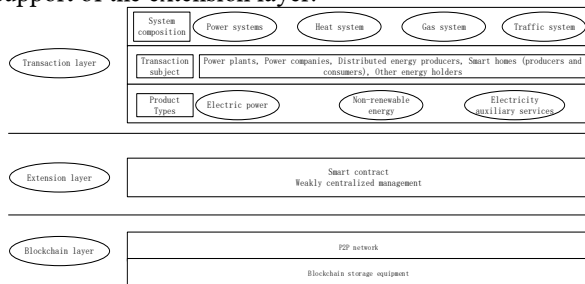 support of the extension layer.
System
composition
Power systems
Heat system
Gas system
Traffic system
Transaction layer
Transaction
subject
Power plants, Power companies, Distributed energy producers, Smart homes (producers and
consumers), Other energy holders
Product
Types
Electric power
Non-renewable
energy
Electricity
auxiliary services
Extension layer
Smart contract
Weakly centralized management
Blockchain layer
P2P network
Blockchain storage equipment